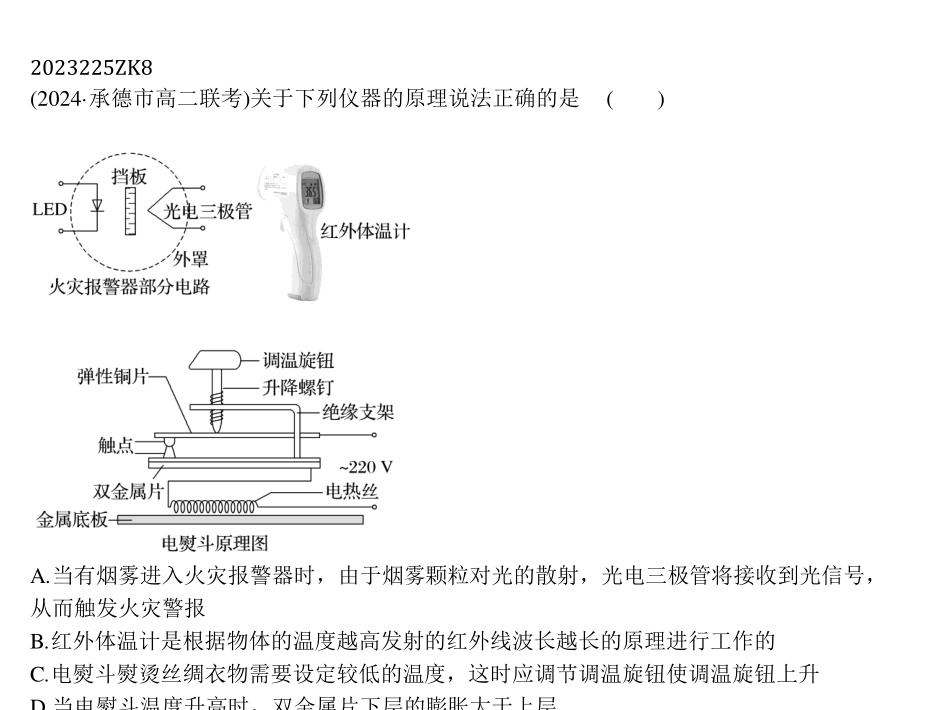 2023225ZK8
(2024·承德市高二联考)关于下列仪器的原理说法正确的是 (  )
挡板
LED
光电三极管
外罩
火灾报警器部分电路
365
红外体温计
调温旋钮
弹性铜片
升降螺钉
绝缘支架
触点
~220 V
双金属片
电热丝
金属底板
电熨斗原理图
A.当有烟雾进入火灾报警器时，由于烟雾颗粒对光的散射，光电三极管将接收到光信号，
从而触发火灾警报
B.红外体温计是根据物体的温度越高发射的红外线波长越长的原理进行工作的
C.电熨斗熨烫丝绸衣物需要设定较低的温度，这时应调节调温旋钮使调温旋钮上升
D.当电熨斗温度升高时，双金属片下层的膨胀大于上层